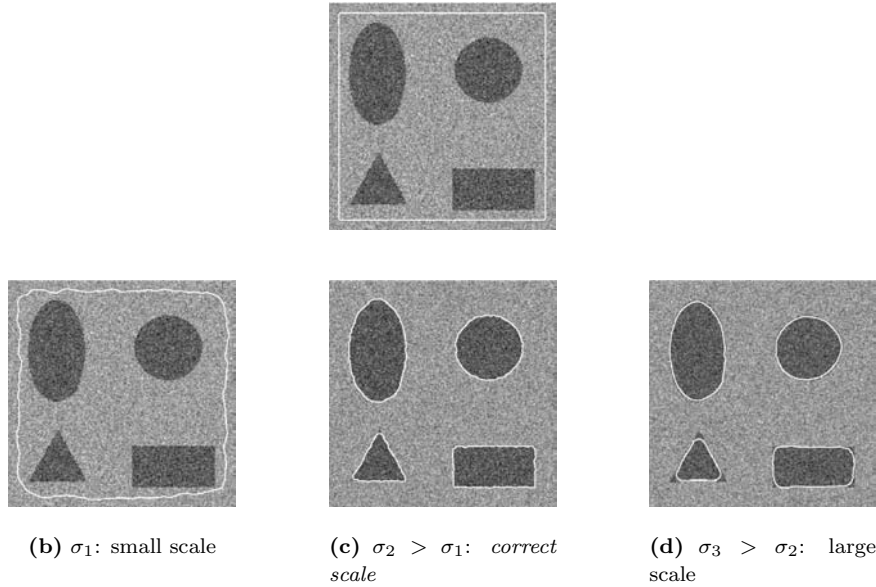 (b) σ₁: small scale
(c) σ₂ > σ₁: correct
scale
(d) σ₃ > σ₂: large
scale